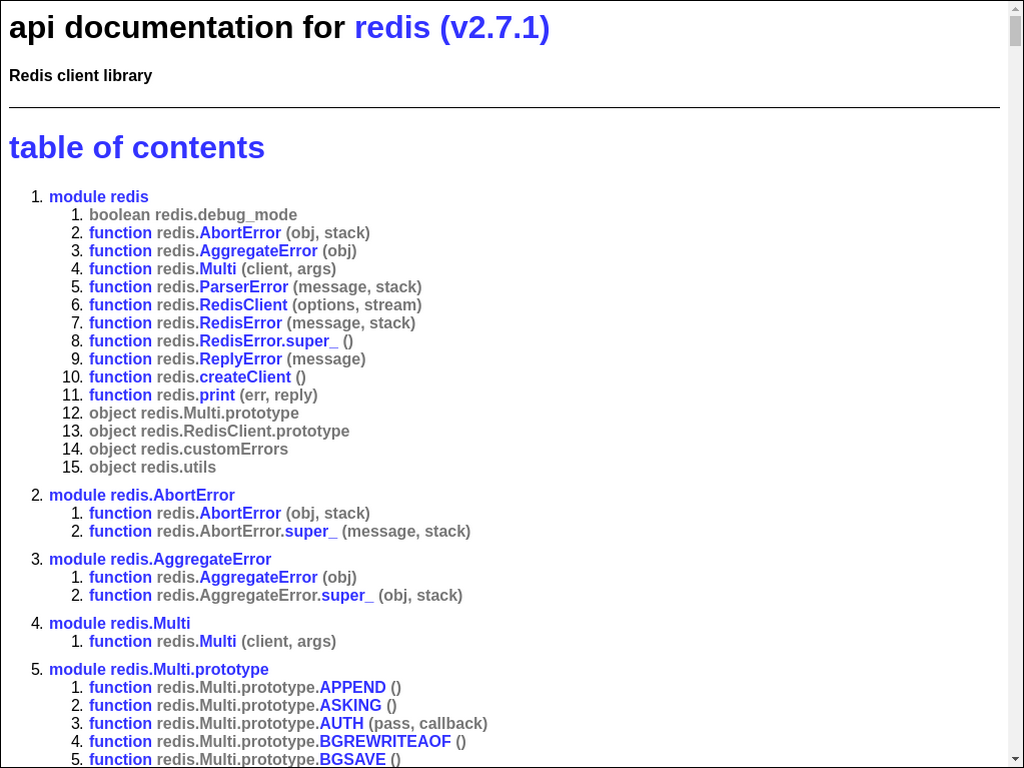 api documentation for redis (v2.7.1)
Redis client library
table of contents
1. module redis
1. boolean redis.debug_mode
2. function redis.AbortError (obj, stack)
3. function redis.AggregateError (obj)
4. function redis.Multi (client, args)
5. function redis.ParserError (message, stack)
6. function redis.RedisClient (options, stream)
7. function redis.RedisError (message, stack)
8. function redis.RedisError.super_ ()
9. function redis.ReplyError (message)
10. function redis.createClient ()
11. function redis.print (err, reply)
12. object redis.Multi.prototype
13. object redis.RedisClient.prototype
14. object redis.customErrors
15. object redis.utils
2. module redis.AbortError
1. function redis.AbortError (obj, stack)
2. function redis.AbortError.super_ (message, stack)
3. module redis.AggregateError
1. function redis.AggregateError (obj)
2. function redis.AggregateError.super_ (obj, stack)
4. module redis.Multi
1. function redis.Multi (client, args)
5. module redis.Multi.prototype
1. function redis.Multi.prototype.APPEND ()
2. function redis.Multi.prototype.ASKING ()
3. function redis.Multi.prototype.AUTH (pass, callback)
4. function redis.Multi.prototype.BGREWRITEAOF ()
5. function redis.Multi.prototype.BGSAVE ()